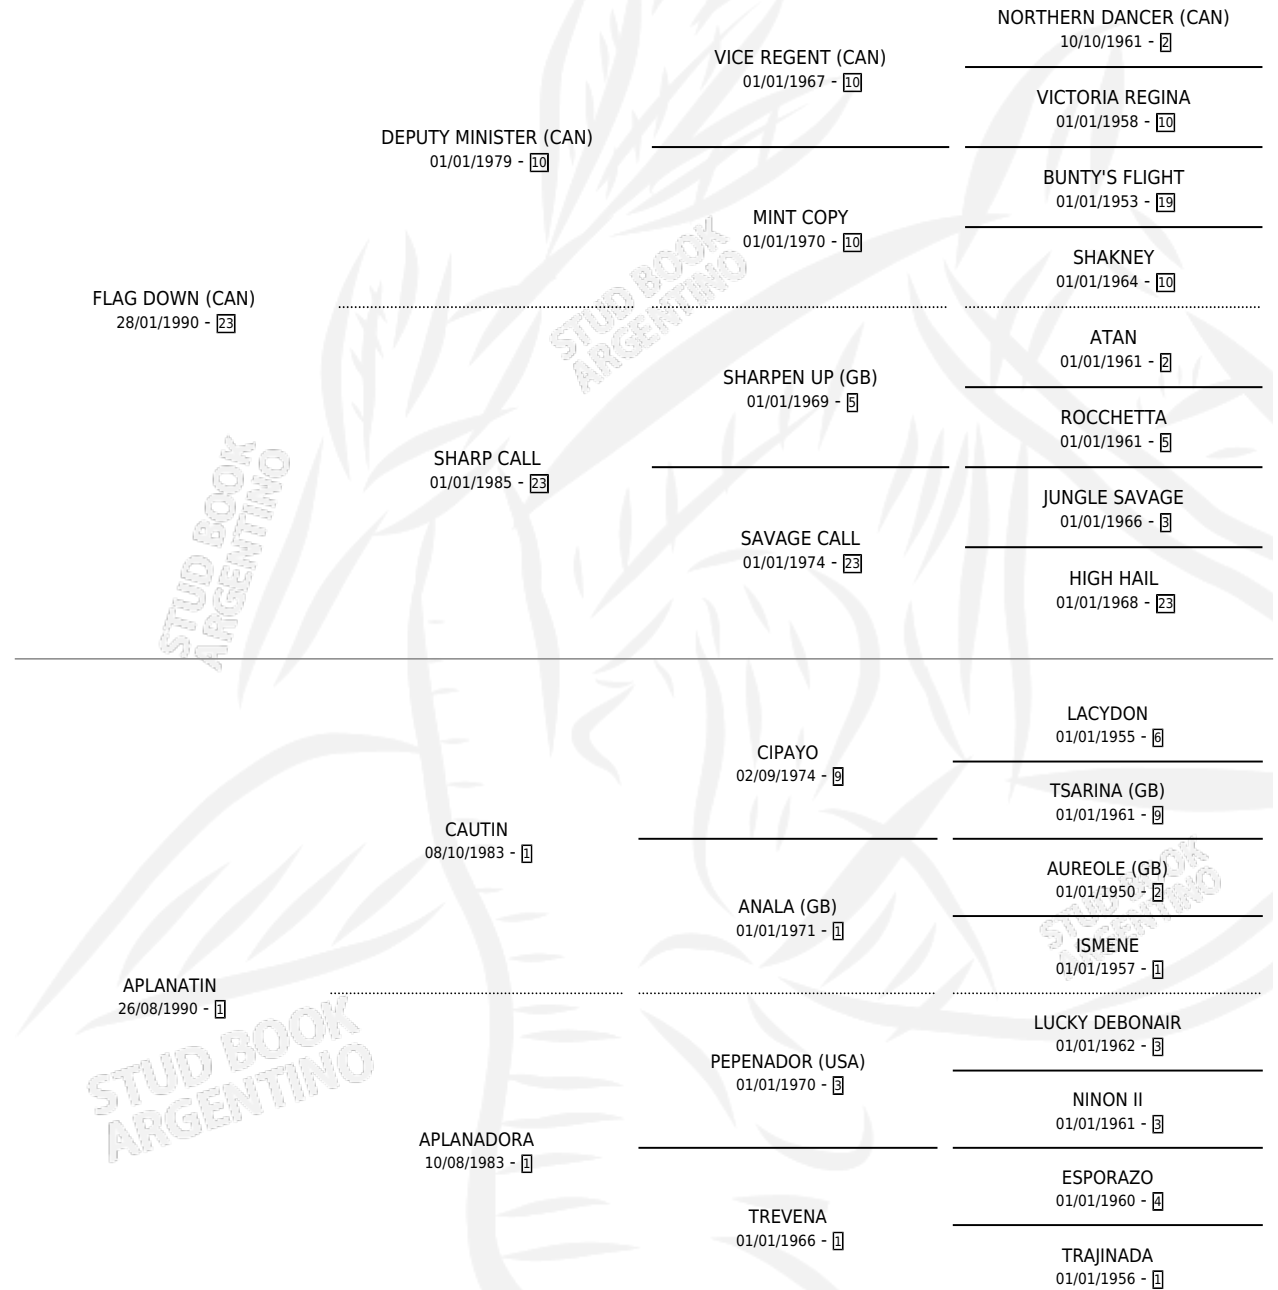 NORTHERN DANCER (CAN)
10/10/1961 - 2
VICE REGENT (CAN)
01/01/1967 - 10
VICTORIA REGINA
01/01/1958 - 10
DEPUTY MINISTER (CAN)
01/01/1979 - 10
BUNTY'S FLIGHT
01/01/1953 - 19
MINT COPY
01/01/1970 - 10
SHAKNEY
01/01/1964 - 10
FLAG DOWN (CAN)
28/01/1990 - 23
ATAN
01/01/1961 - 2
SHARPEN UP (GB)
01/01/1969 - 5
ROCCHETTA
01/01/1961 - 5
SHARP CALL
01/01/1985 - 23
JUNGLE SAVAGE
01/01/1966 - 3
SAVAGE CALL
01/01/1974 - 23
HIGH HAIL
01/01/1968 - 23
STUD BOOK
ARGENTINO
STUD BOOK
ARGENTINO
LACYDON
01/01/1955 - 6
CIPAYO
02/09/1974 - 9
TSARINA (GB)
01/01/1961 - 9
CAUTIN
08/10/1983 - 1
AUREOLE (GB)
01/01/1950 - 2
ANALA (GB)
01/01/1971 - 1
ISMENE
01/01/1957 - 1
APLANATIN
26/08/1990 - 1
LUCKY DEBONAIR
01/01/1962 - 3
PEPENADOR (USA)
01/01/1970 - 3
NINON II
01/01/1961 - 3
APLANADORA
10/08/1983 - 1
ESPORAZO
01/01/1960 - 4
TREVENA
01/01/1966 - 1
TRAJINADA
01/01/1956 - 1
STUD BOOK
ARGENTINO
STUD BOOK
ARGENTINO